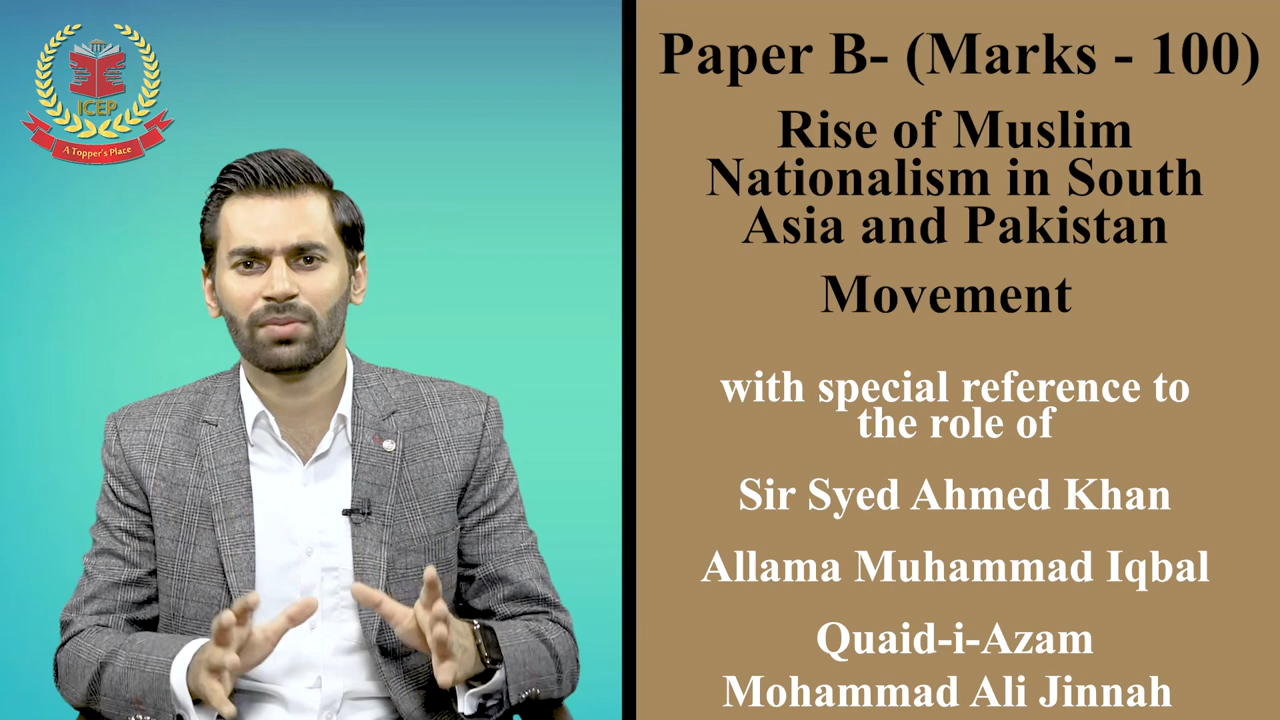 ICEP
A Topper's Place
Paper B- (Marks - 100)
Rise of Muslim
Nationalism in South
Asia and Pakistan
Movement
with special reference to
the role of
Sir Syed Ahmed Khan
Allama Muhammad Iqbal
Quaid-i-Azam
Mohammad Ali Jinnah